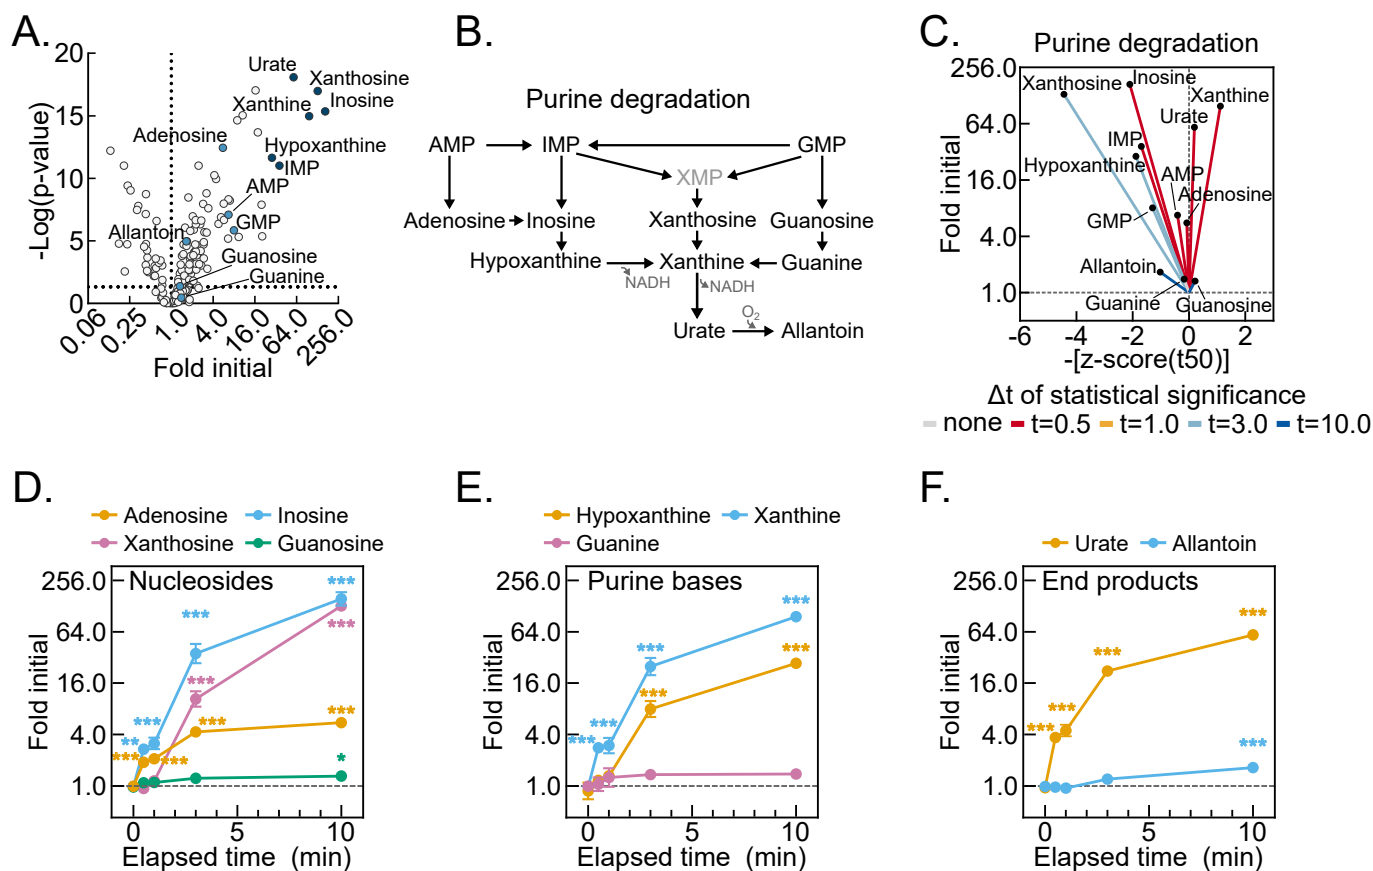 A.
20
15
10
5
0
-Log(p-value)
Urate
Xanthosine
Xanthine
Inosine
Adenosine
Hypoxanthine
IMP
AMP
GMP
Allantoin
Guanosine
Guanine
0.06
0.25
1.0
4.0
16.0
64.0
256.0
Fold initial
B.
Purine degradation
AMP
IMP
GMP
XMP
Adenosine
Inosine
Xanthosine
Guanosine
Hypoxanthine
Xanthine
Guanine
NADH
NADH
O2
Urate
Allantoin
C.
Purine degradation
256.0
64.0
16.0
4.0
1.0
Fold initial
Xanthosine
Inosine
Xanthine
Urate
IMP
Hypoxanthine
AMP
Adenosine
GMP
Allantoin
Guanine
Guanosine
-6
-4
-2
0
2
-[z-score(t50)]
Δt of statistical significance
none t=0.5 t=1.0 t=3.0 t=10.0
D.
Adenosine Inosine
Xanthosine Guanosine
Nucleosides
256.0
64.0
16.0
4.0
1.0
Fold initial
***
***
***
***
***
***
***
**
***
***
*
0
5
10
Elapsed time (min)
E.
Hypoxanthine Xanthine
Guanine
Purine bases
256.0
64.0
16.0
4.0
1.0
Fold initial
***
***
***
***
***
***
0
5
10
Elapsed time (min)
F.
Urate Allantoin
End products
256.0
64.0
16.0
4.0
1.0
Fold initial
***
***
***
***
***
0
5
10
Elapsed time (min)